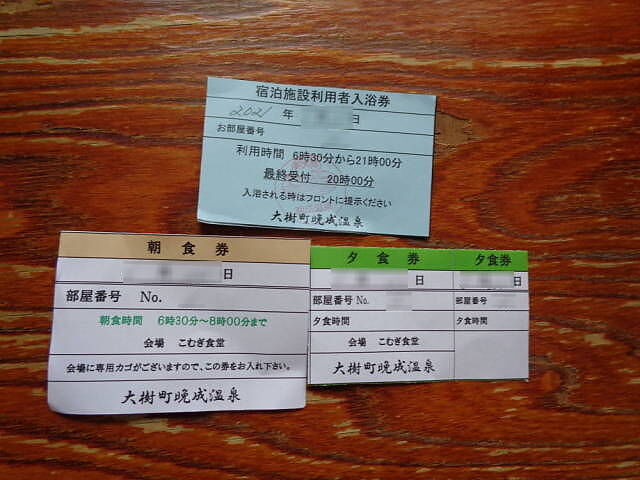 宿泊施設利用者入浴券
2021 年 日
お部屋番号
利用時間 6時30分から21時00分
最終受付 20時00分
入浴される時はフロントに提示ください
大樹町晩成温泉
朝食券
日
部屋番号 No.
朝食時間 6時30分～8時00分まで
会場 こむぎ食堂
会場に専用カゴがございますので、この券をお入れ下さい。
大樹町晩成温泉
夕食券
日
部屋番号 No.
夕食時間
会場 こむぎ食堂
大樹町晩成温泉
夕食券
日
部屋番号
夕食時間